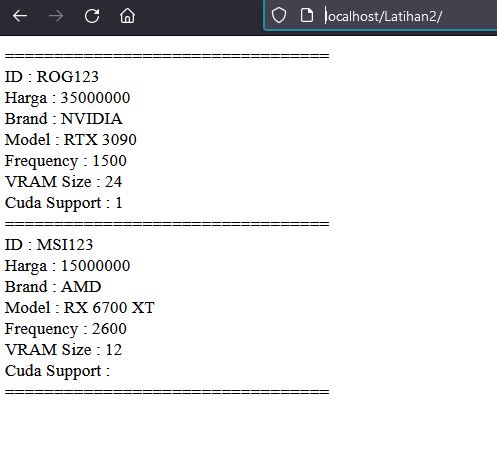 localhost/Latihan2/
=================================
ID : ROG123
Harga : 35000000
Brand : NVIDIA
Model : RTX 3090
Frequency : 1500
VRAM Size : 24
Cuda Support : 1
=================================
ID : MSI123
Harga : 15000000
Brand : AMD
Model : RX 6700 XT
Frequency : 2600
VRAM Size : 12
Cuda Support :
=================================